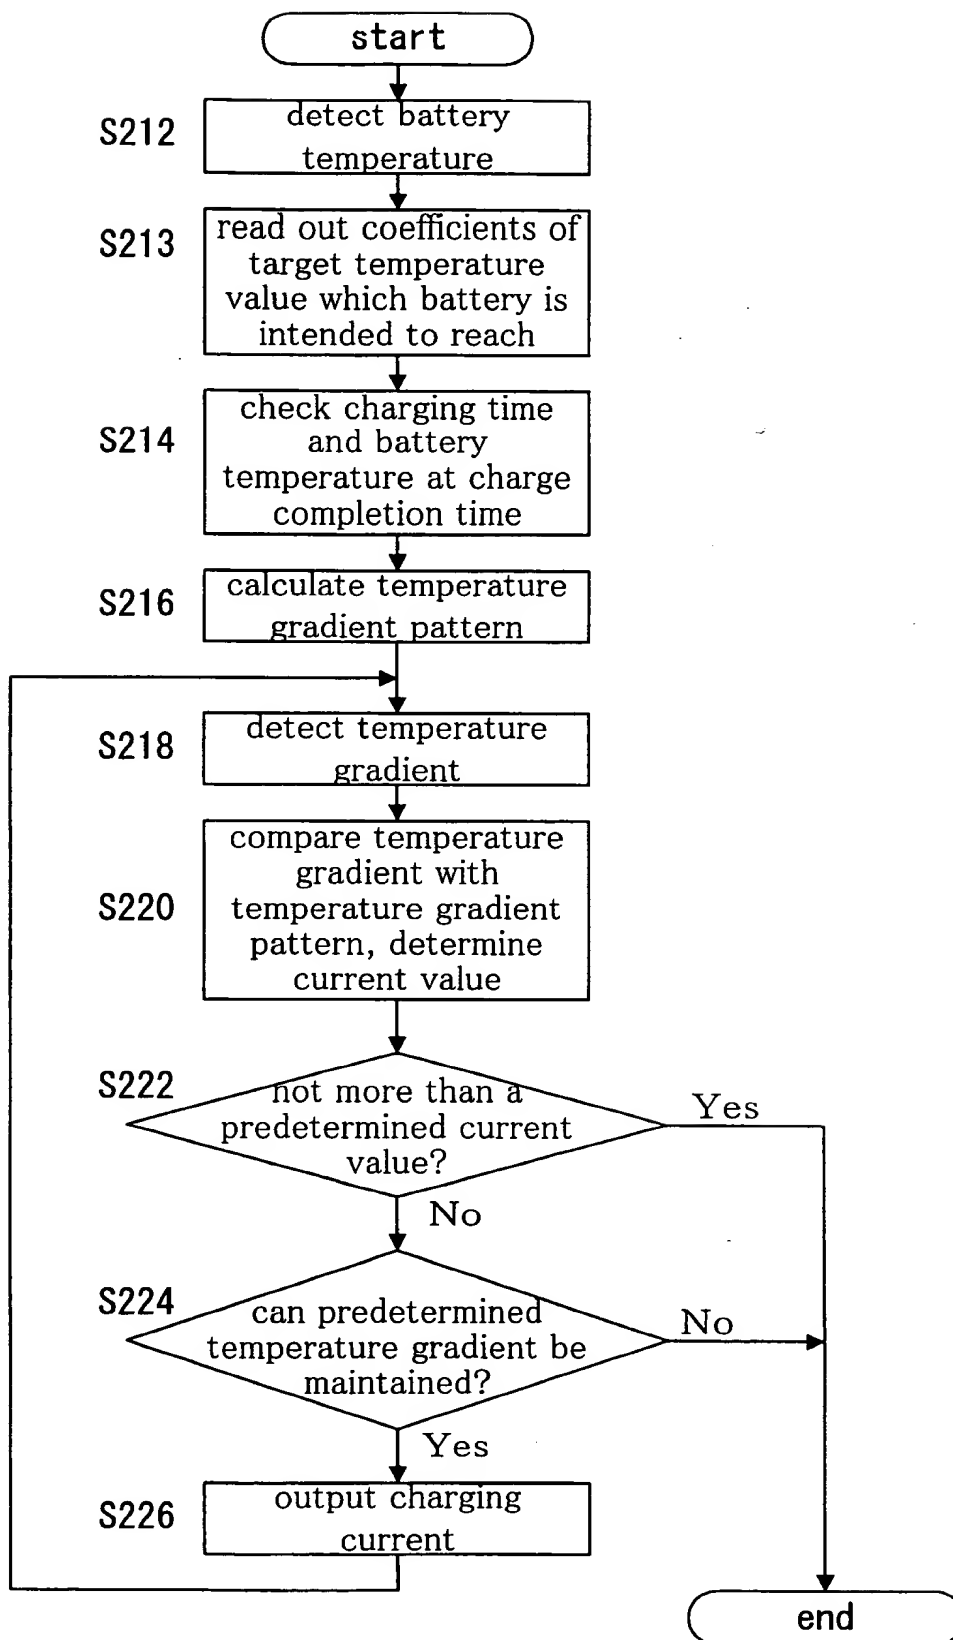 start
S212
detect battery
temperature
S213
read out coefficients of
target temperature
value which battery is
intended to reach
S214
check charging time
and battery
temperature at charge
completion time
S216
calculate temperature
gradient pattern
S218
detect temperature
gradient
S220
compare temperature
gradient with
temperature gradient
pattern, determine
current value
S222
not more than a
predetermined current
value?
Yes
No
S224
can predetermined
temperature gradient be
maintained?
No
Yes
S226
output charging
current
end